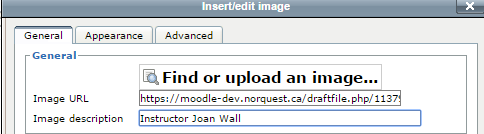 Insert/edit image
General Appearance Advanced
General
Find or upload an image...
Image URL https://moodle-dev.norquest.ca/draftfile.php/1137
Image description Instructor Joan Wall